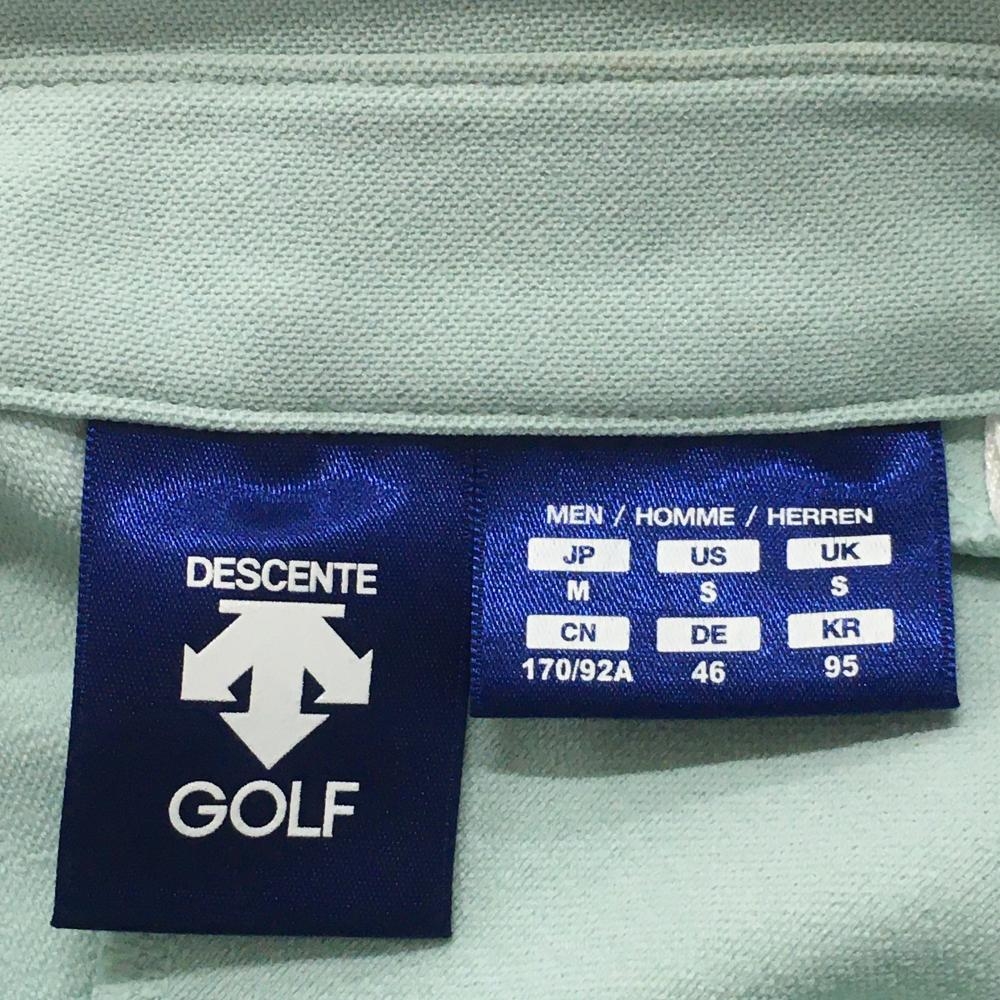 DESCENTE
GOLF
MEN / HOMME / HERREN
JP US UK
M S S
CN DE KR
170/92A 46 95